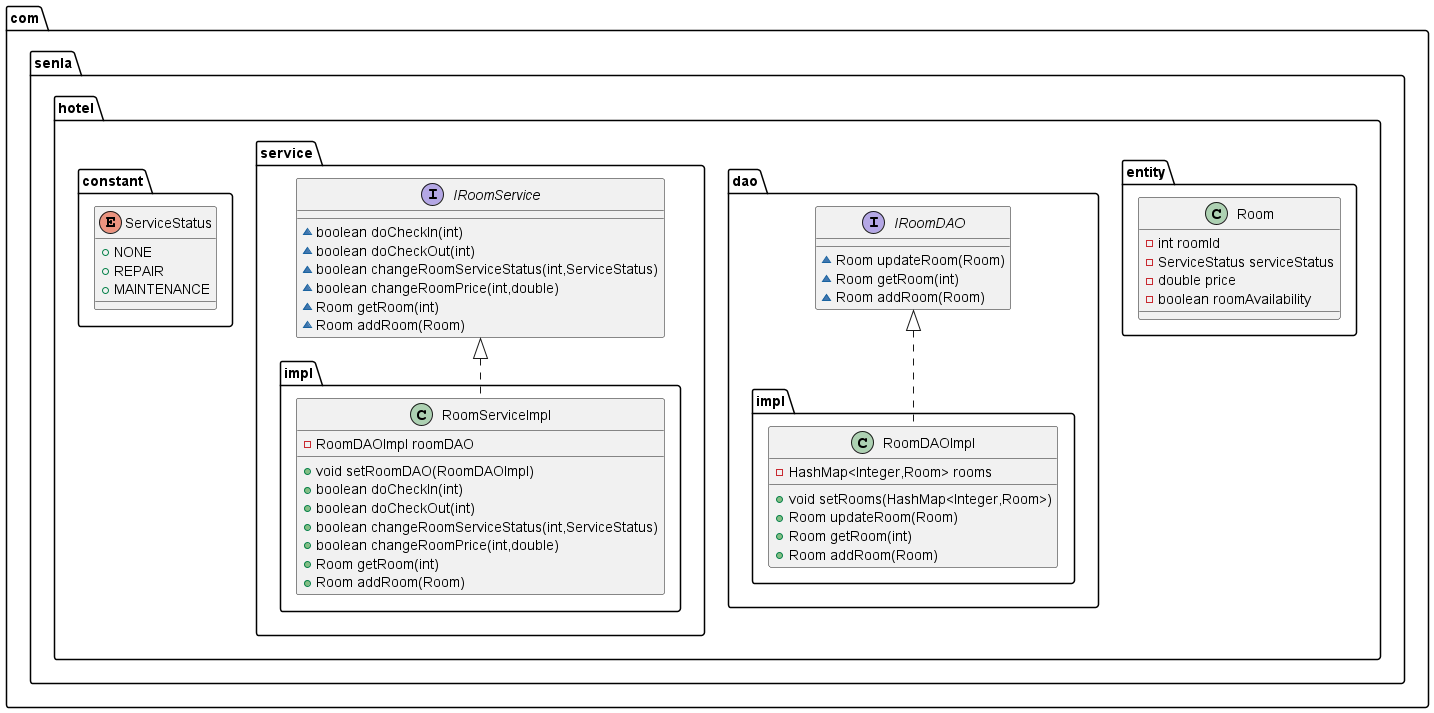 com
senla
hotel
constant
E ServiceStatus
NONE
REPAIR
MAINTENANCE
service
I IRoomService
boolean doCheckIn(int)
boolean doCheckOut(int)
boolean changeRoomServiceStatus(int,ServiceStatus)
boolean changeRoomPrice(int,double)
Room getRoom(int)
Room addRoom(Room)
impl
C RoomServiceImpl
RoomDAOImpl roomDAO
void setRoomDAO(RoomDAOImpl)
boolean doCheckIn(int)
boolean doCheckOut(int)
boolean changeRoomServiceStatus(int,ServiceStatus)
boolean changeRoomPrice(int,double)
Room getRoom(int)
Room addRoom(Room)
dao
I IRoomDAO
Room updateRoom(Room)
Room getRoom(int)
Room addRoom(Room)
impl
C RoomDAOImpl
HashMap<Integer,Room> rooms
void setRooms(HashMap<Integer,Room>)
Room updateRoom(Room)
Room getRoom(int)
Room addRoom(Room)
entity
C Room
int roomId
ServiceStatus serviceStatus
double price
boolean roomAvailability